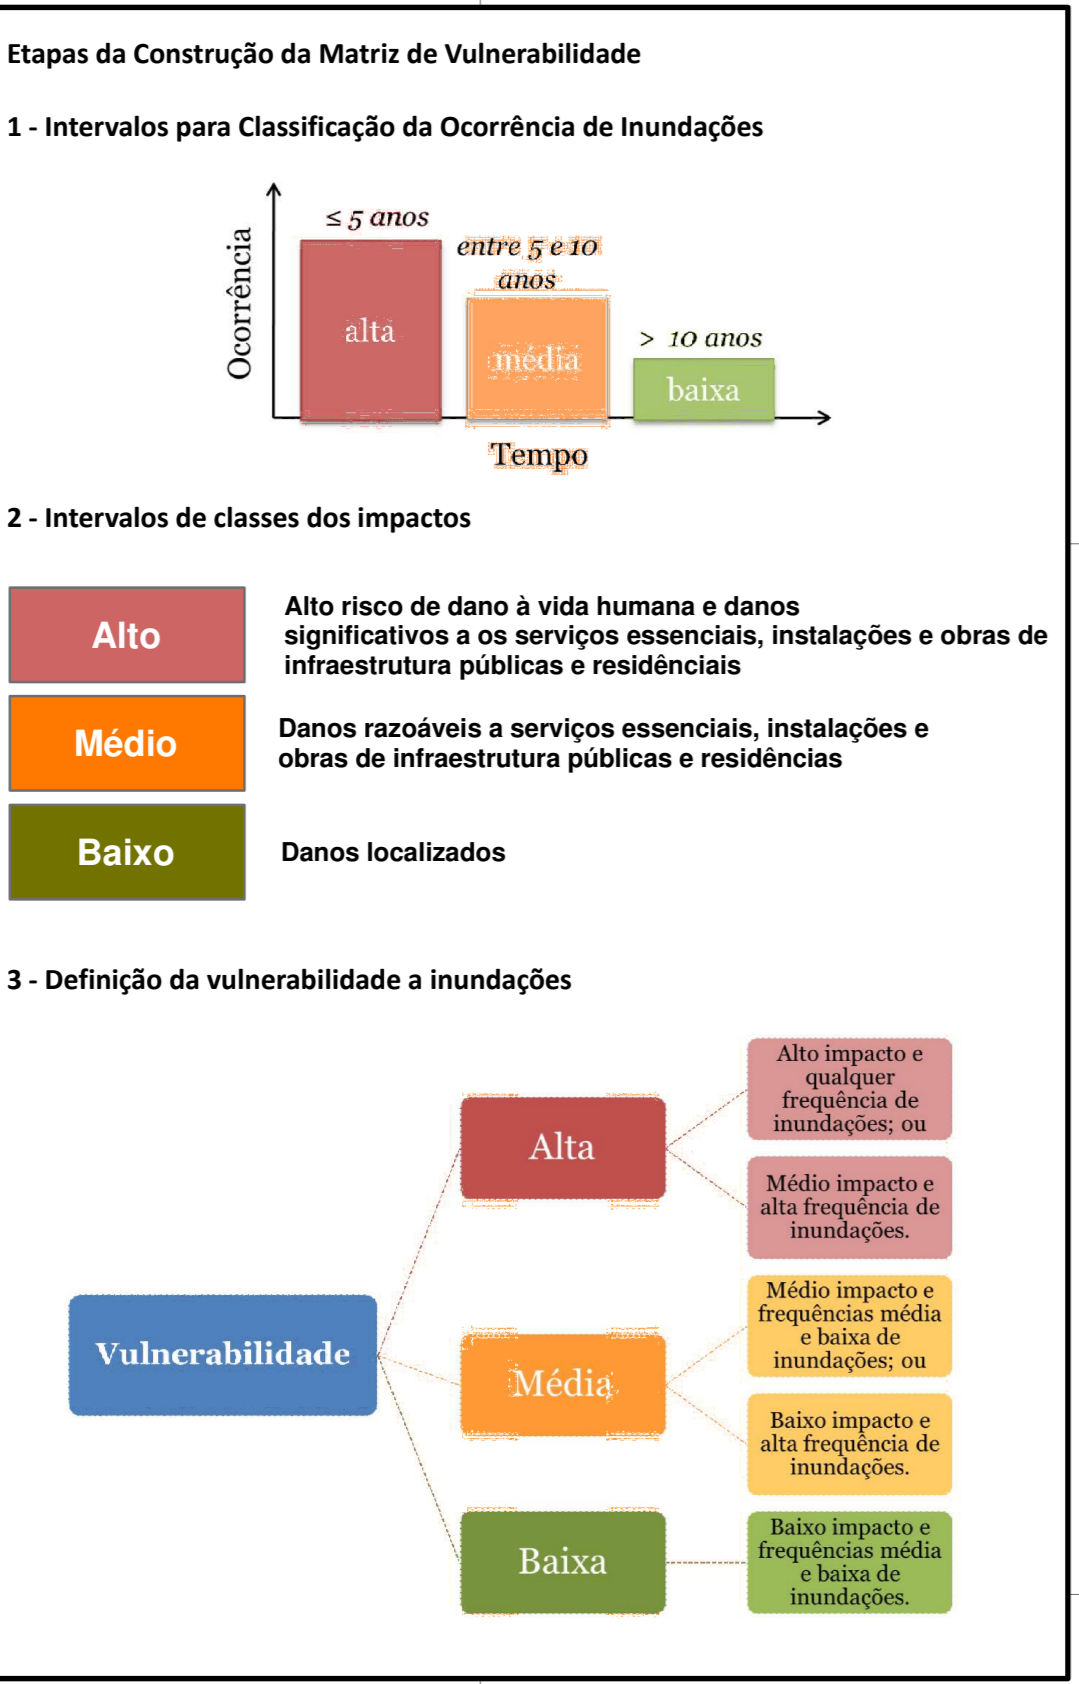 Etapas da Construção da Matriz de Vulnerabilidade
1 - Intervalos para Classificação da Ocorrência de Inundações
Ocorrência
≤ 5 anos
entre 5 e 10
anos
> 10 anos
alta
média
baixa
Tempo
2 - Intervalos de classes dos impactos
Alto
Alto risco de dano à vida humana e danos
significativos a os serviços essenciais, instalações e obras de
infraestrutura públicas e residênciais
Médio
Danos razoáveis a serviços essenciais, instalações e
obras de infraestrutura públicas e residências
Baixo
Danos localizados
3 - Definição da vulnerabilidade a inundações
Vulnerabilidade
Alta
Alto impacto e
qualquer
frequência de
inundações; ou
Médio impacto e
alta frequência de
inundações.
Média
Médio impacto e
frequências média
e baixa de
inundações; ou
Baixo impacto e
alta frequência de
inundações.
Baixa
Baixo impacto e
frequências média
e baixa de
inundações.